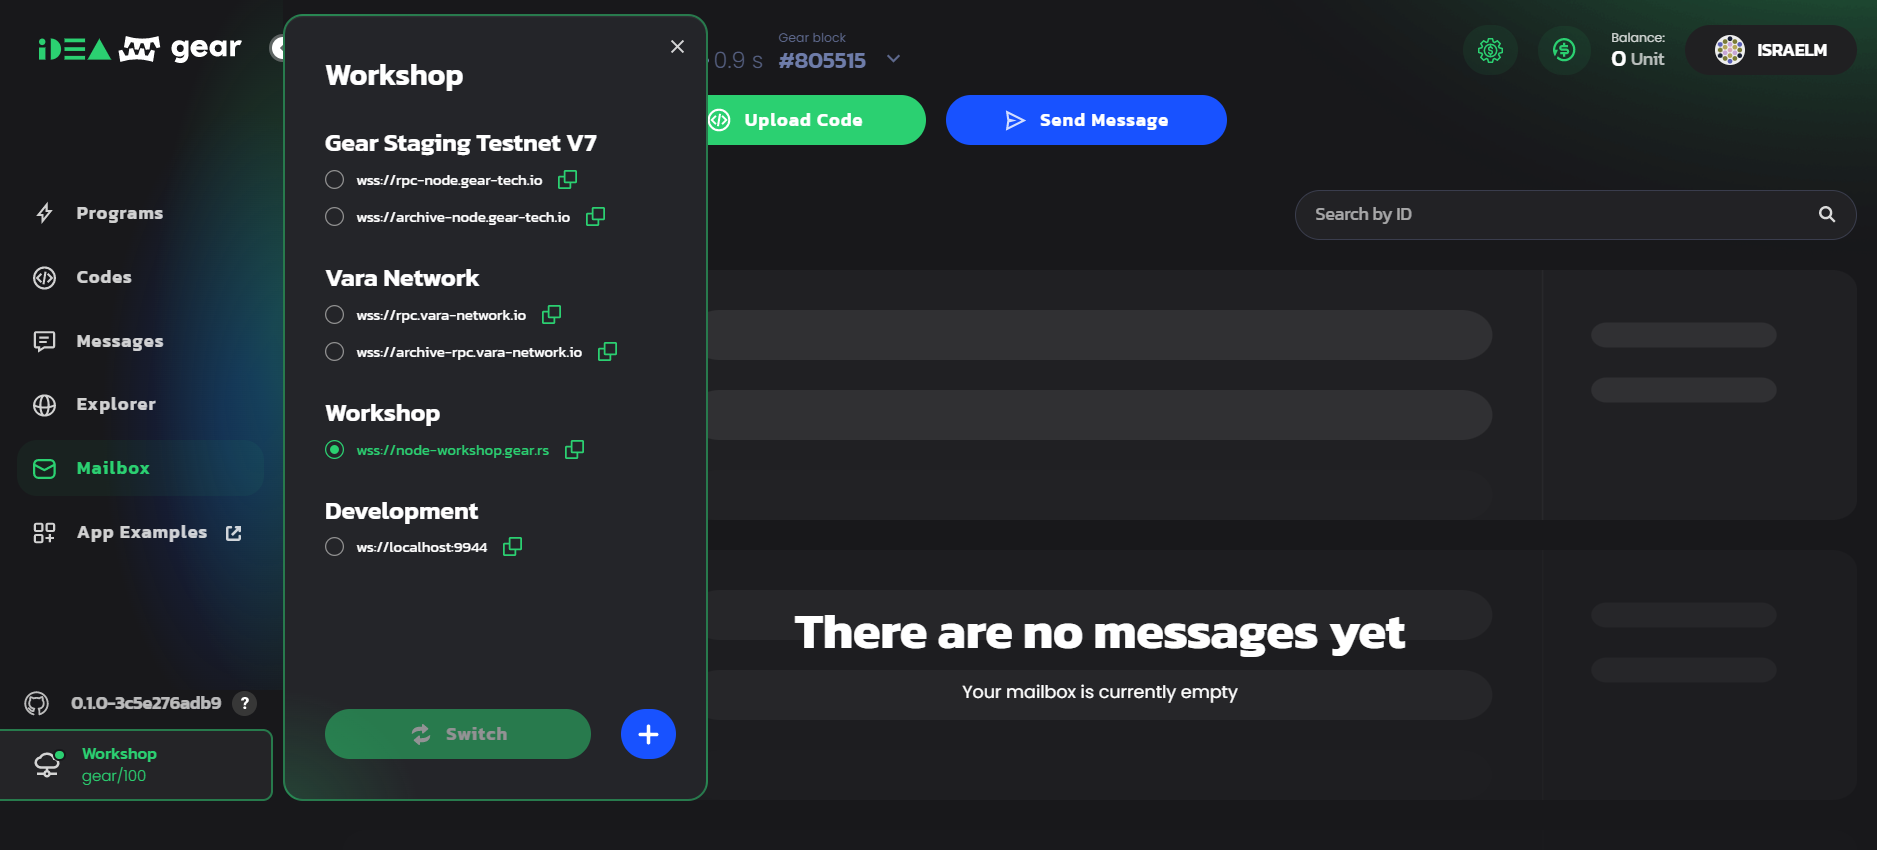 iDEA gear
Programs
Codes
Messages
Explorer
Mailbox
App Examples
0.1.0-3c5e276adb9 ?
Workshop
gear/100
Workshop
Gear Staging Testnet V7
wss://rpc-node.gear-tech.io
wss://archive-node.gear-tech.io
Vara Network
wss://rpc.vara-network.io
wss://archive-rpc.vara-network.io
Workshop
wss://node-workshop.gear.rs
Development
ws://localhost:9944
Switch
0.9 s
Gear block
#805515
Balance:
0 Unit
ISRAELM
Upload Code
Send Message
Search by ID
There are no messages yet
Your mailbox is currently empty